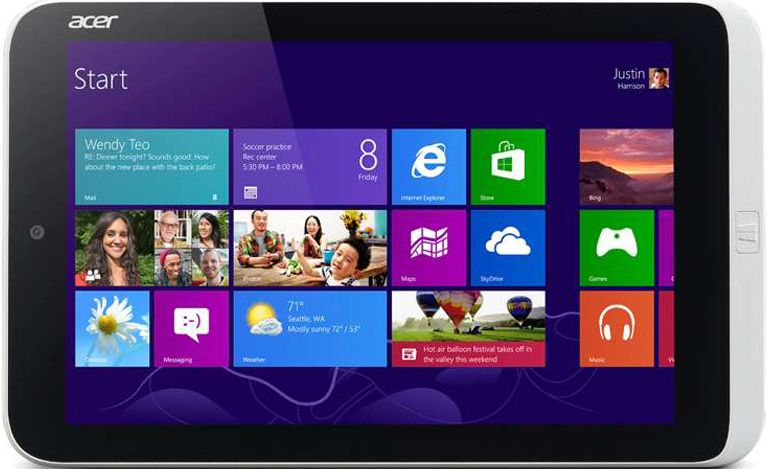 acer
Start
Justin
Harrison
Wendy Teo
RE: Dinner tonight? Sounds good. How
about the new place with the back patio?
Mail
8
Soccer practice
Rec center
5:30 PM – 8:00 PM
8
Friday
Internet Explorer
Store
Bing
Photos
Maps
SkyDrive
Games
Desktop
Messaging
71°
Seattle, WA
Mostly sunny 72° / 53°
Weather
Hot air balloon festival takes off in
the valley this weekend
Music